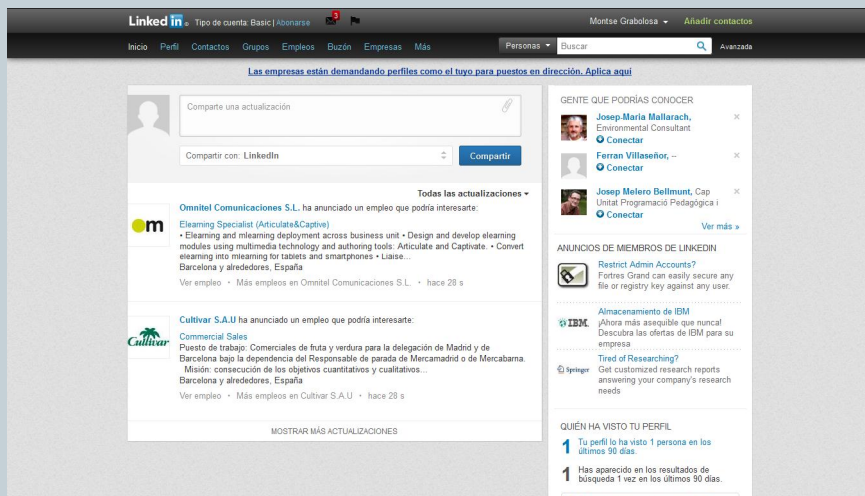 Linked in® Tipo de cuenta: Basic | Abonarse 3 Montse Grabolosa Añadir contactos
Inicio Perfil Contactos Grupos Empleos Buzón Empresas Más Personas Buscar Avanzada
Las empresas están demandando perfiles como el tuyo para puestos en dirección. Aplica aquí
Comparte una actualización
Compartir con: LinkedIn Compartir
Todas las actualizaciones
om
Omnitel Comunicaciones S.L. ha anunciado un empleo que podría interesarte:
Elearning Specialist (Articulate&Captive)
• Elearning and mlearning deployment across business unit • Design and develop elearning
modules using multimedia technology and authoring tools: Articulate and Captivate. • Convert
elearning into mlearning for tablets and smartphones • Liaise...
Barcelona y alrededores, España
Ver empleo • Más empleos en Omnitel Comunicaciones S.L. • hace 28 s
Cultivar
Cultivar S.A.U ha anunciado un empleo que podría interesarte:
Commercial Sales
Puesto de trabajo: Comerciales de fruta y verdura para la delegación de Madrid y de
Barcelona bajo la dependencia del Responsable de parada de Mercamadrid o de Mercabarna.
Misión: consecución de los objetivos cuantitativos y cualitativos...
Barcelona y alrededores, España
Ver empleo • Más empleos en Cultivar S.A.U • hace 28 s
MOSTRAR MÁS ACTUALIZACIONES
GENTE QUE PODRÍAS CONOCER
Josep-Maria Mallarach,
Environmental Consultant
Conectar
Ferran Villaseñor, --
Conectar
Josep Melero Bellmunt, Cap
Unitat Programació Pedagógica i
Conectar
Ver más »
ANUNCIOS DE MIEMBROS DE LINKEDIN
Restrict Admin Accounts?
Fortres Grand can easily secure any
file or registry key against any user.
IBM.
Almacenamiento de IBM
¡Ahora más asequible que nunca!
Descubra las ofertas de IBM para su
empresa
Springer
Tired of Researching?
Get customized research reports
answering your company's research
needs
QUIÉN HA VISTO TU PERFIL
1 Tu perfil lo ha visto 1 persona en los
últimos 90 días.
1 Has aparecido en los resultados de
búsqueda 1 vez en los últimos 90 días.